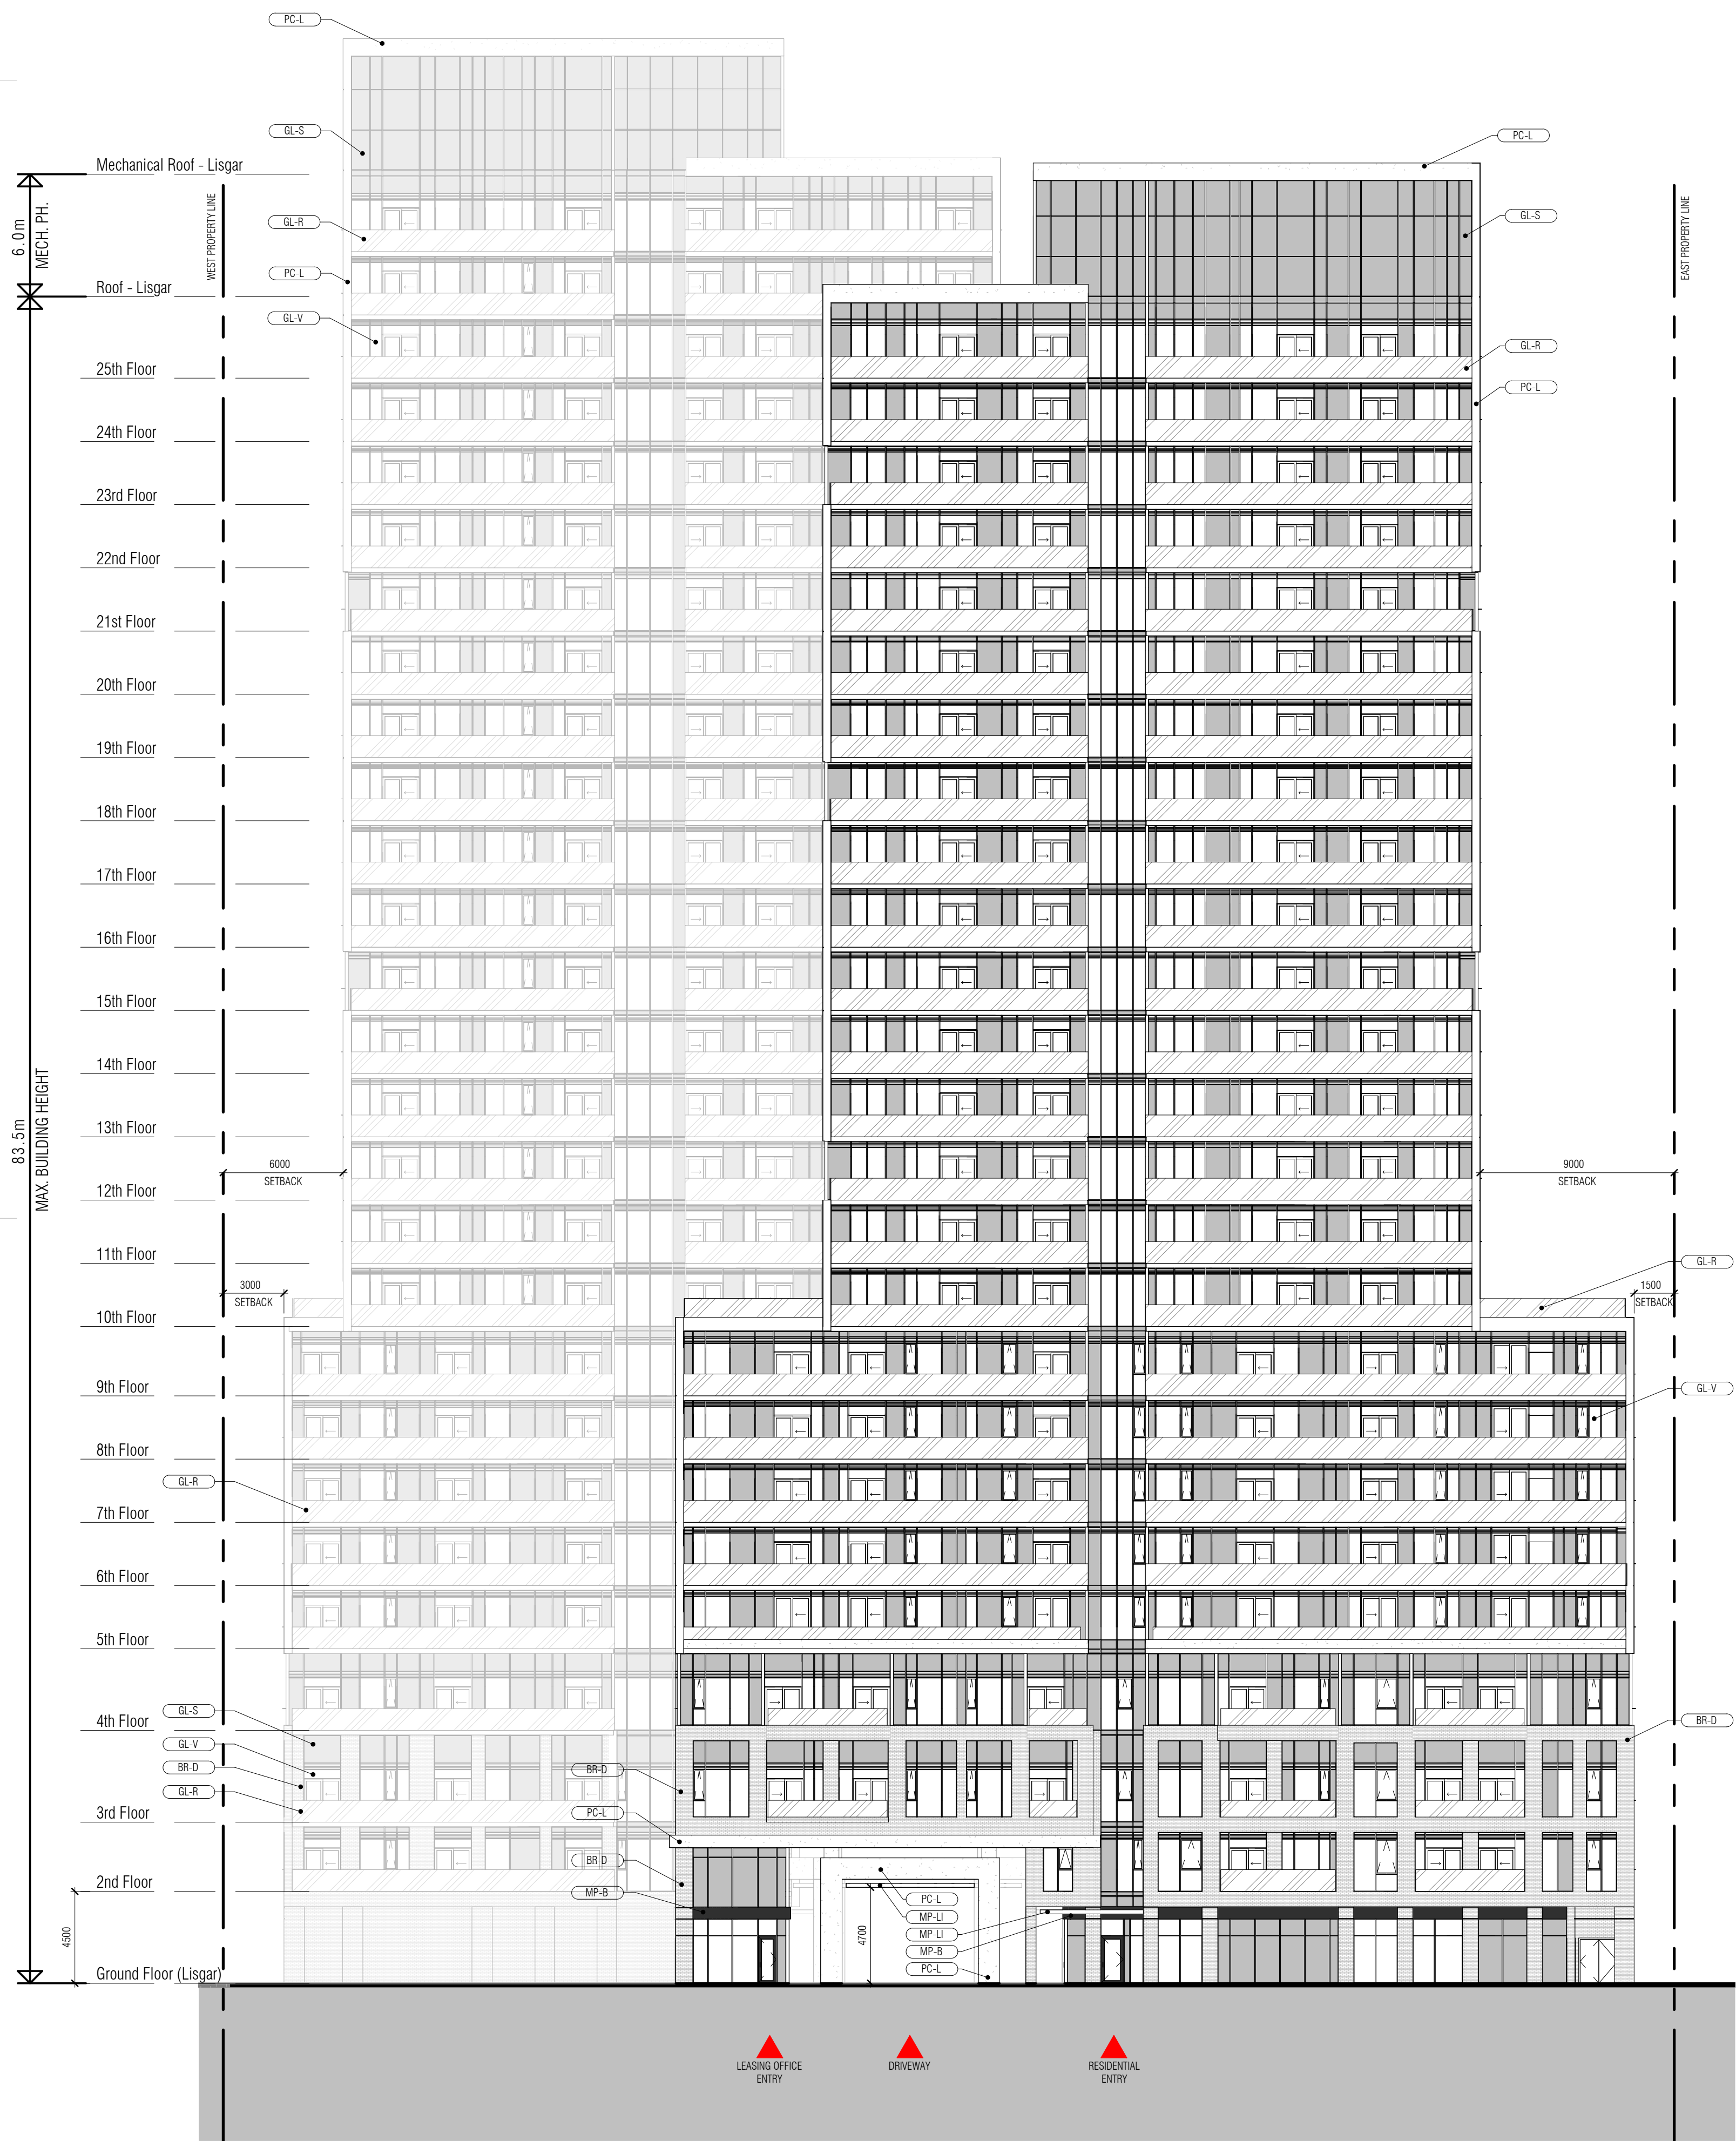 PC-L
GL-S
PC-L
Mechanical Roof - Lisgar
6.0m
MECH. PH.
WEST PROPERTY LINE
EAST PROPERTY LINE
GL-R
GL-S
PC-L
Roof - Lisgar
GL-V
GL-R
25th Floor
PC-L
24th Floor
23rd Floor
22nd Floor
21st Floor
20th Floor
19th Floor
18th Floor
17th Floor
16th Floor
15th Floor
14th Floor
83.5m
MAX. BUILDING HEIGHT
13th Floor
6000
SETBACK
9000
SETBACK
12th Floor
11th Floor
GL-R
3000
SETBACK
1500
SETBACK
10th Floor
9th Floor
GL-V
8th Floor
GL-R
7th Floor
6th Floor
5th Floor
GL-S
4th Floor
BR-D
GL-V
BR-D
BR-D
GL-R
3rd Floor
PC-L
BR-D
2nd Floor
MP-B
PC-L
MP-LI
MP-LI
MP-B
PC-L
4500
4700
Ground Floor (Lisgar)
LEASING OFFICE
ENTRY
DRIVEWAY
RESIDENTIAL
ENTRY